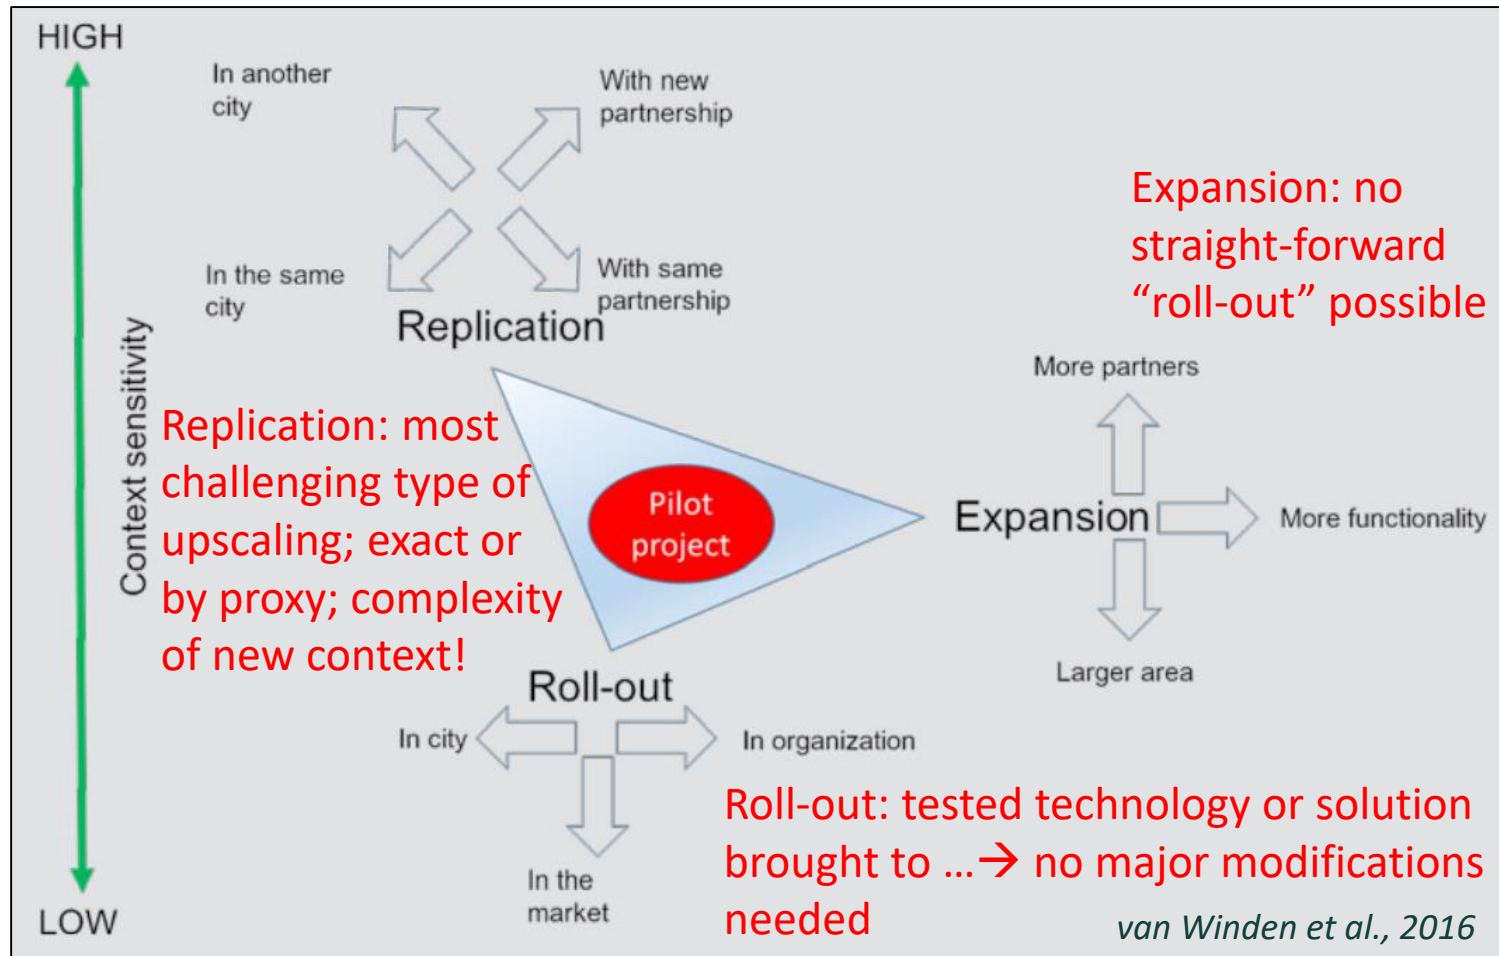 HIGH
In another
city
With new
partnership
Expansion: no
straight-forward
“roll-out” possible
In the same
city
With same
partnership
Replication
Context sensitivity
More partners
Replication: most
challenging type of
upscaling; exact or
by proxy; complexity
of new context!
Pilot
project
Expansion
More functionality
Larger area
Roll-out
In city
In organization
Roll-out: tested technology or solution
brought to …→ no major modifications
needed
In the
market
LOW
van Winden et al., 2016